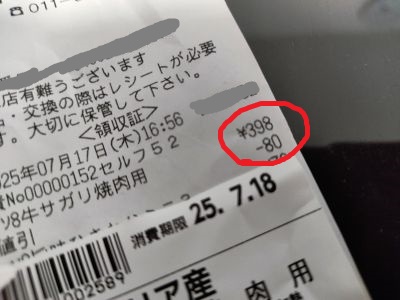 ☎011-
店有難うございます
品・交換の際はレシートが必要
す。大切に保管して下さい。
<領収証>
25年07月17日(木)16:56
No00000152セルフ52
8牛サガリ焼肉用 ¥398
値引 -80
消費期限 25. 7.18
002589
リア産
肉用